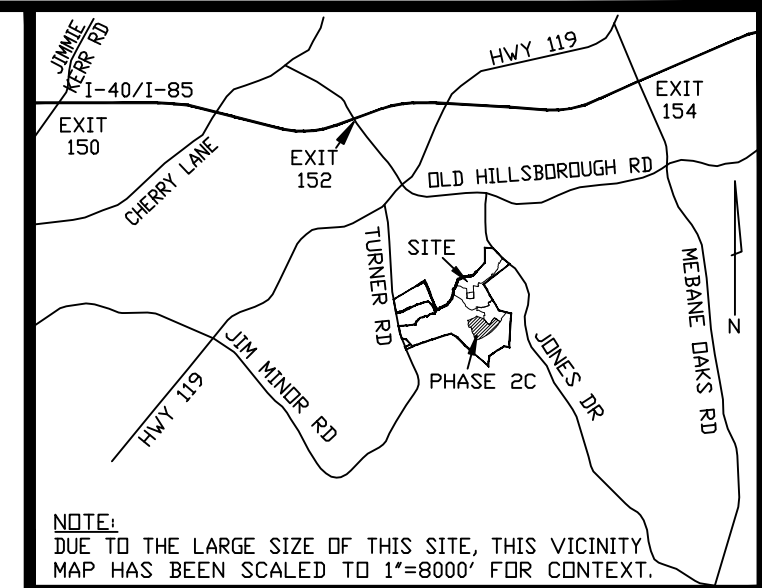 JIMMIE
KERR RD
I-40/I-85
EXIT
150
CHERRY LANE
EXIT
152
HWY 119
EXIT
154
OLD HILLSBOROUGH RD
TURNER RD
SITE
MEBANE OAKS RD
N
JONES DR
PHASE 2C
JIM MINOR RD
HWY 119
NOTE:
DUE TO THE LARGE SIZE OF THIS SITE, THIS VICINITY
MAP HAS BEEN SCALED TO 1"=8000' FOR CONTEXT.